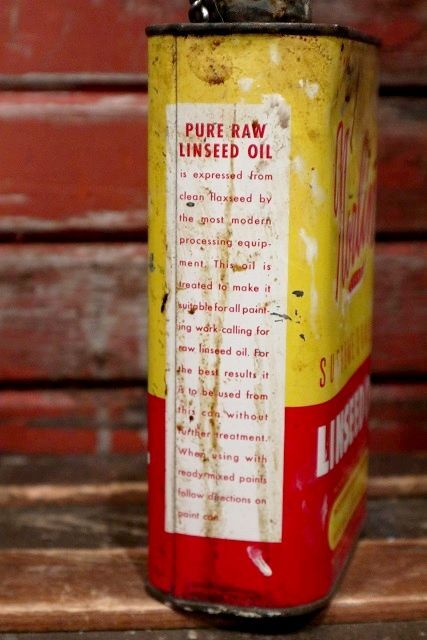 PURE RAW
LINSEED OIL
is expressed from
clean flaxseed by
the most modern
processing equip-
ment. This oil is
treated to make it
suitable for all paint-
ing work calling for
raw linseed oil. For
the best results it
is to be used from
this can without
further treatment.
When using with
readymixed paints
follow directions on
paint can.
LINSEED